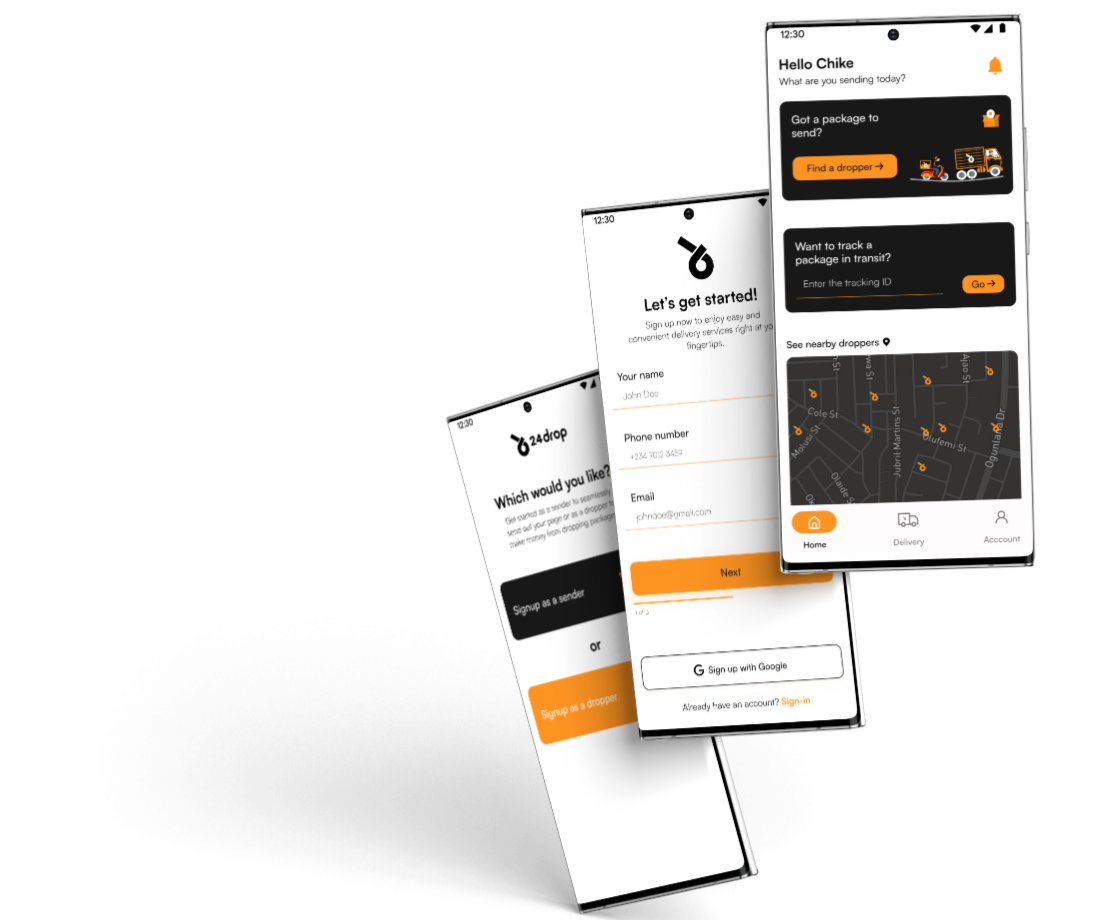 12:30
24drop
Which would you like?
Get started as a sender to seamlessly
send out your page or as a dropper
make money from dropping package
Signup as a sender
or
Signup as a dropper
12:30
Let's get started!
Sign up now to enjoy easy and
convenient delivery services right at yo
fingertips.
Your name
John Doe
Phone number
+234 7012 3459
Email
johndoe@gmail.com
Next
1 of 3
Sign up with Google
Already have an account? Sign-in
12:30
Hello Chike
What are you sending today?
Got a package to
send?
Find a dropper →
Want to track a
package in transit?
Enter the tracking ID
Go →
See nearby droppers
wa St
Ajao St
Cole St
Molusi St
Jubril Martins St
Olufemi St
Ogunlana Dr
Olaide S
Home
Delivery
Acccount